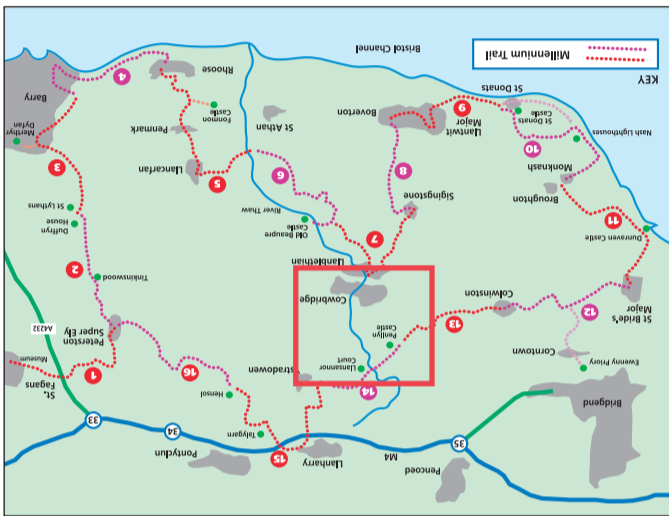 Pencoed
Llanharry
Pontyclun
35
M4
15
34
33
Talygarn
Bridgend
Hensol
14
Ewenny Priory
16
1
St.
Fagans
Museum
Corntown
Llansannor
Court
stradowen
Peterston
Super Ely
A4232
St Bride's
Major
12
13
Penllyn
Castle
Colwinston
Cowbridge
Tinkinswood
2
Dunraven Castle
11
Llanblethian
7
Old Beaupre
Castle
Duffryn
House
St Lythans
Broughton
Sigingstone
River Thaw
Monknash
8
6
5
Llancarfan
3
Merthyr
Dyfan
Nash Lighthouses
10
St Donats
Castle
St Donats
9
Llantwit
Major
Boverton
St Athan
Penmark
Fonmon
Castle
Barry
4
Rhoose
KEY
Millennium Trail
Bristol Channel